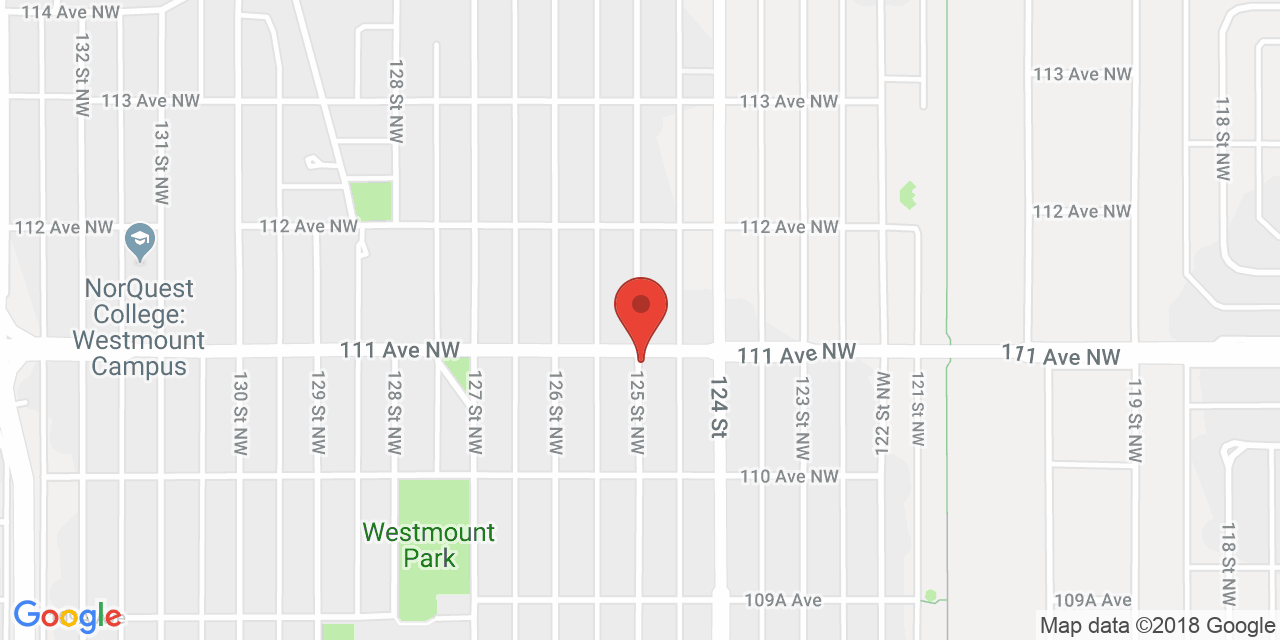 114 Ave NW
132 St NW
128 St NW
113 Ave NW
113 Ave NW
113 Ave NW
118 St NW
131 St NW
112 Ave NW
112 Ave NW
112 Ave NW
112 Ave NW
NorQuest
College:
Westmount
Campus
111 Ave NW
111 Ave NW
171 Ave NW
130 St NW
129 St NW
128 St NW
127 St NW
126 St NW
125 St NW
124 St
123 St NW
122 St NW
121 St NW
119 St NW
110 Ave NW
Westmount
Park
118 St NW
109A Ave
109A Ave
Google
Map data ©2018 Google